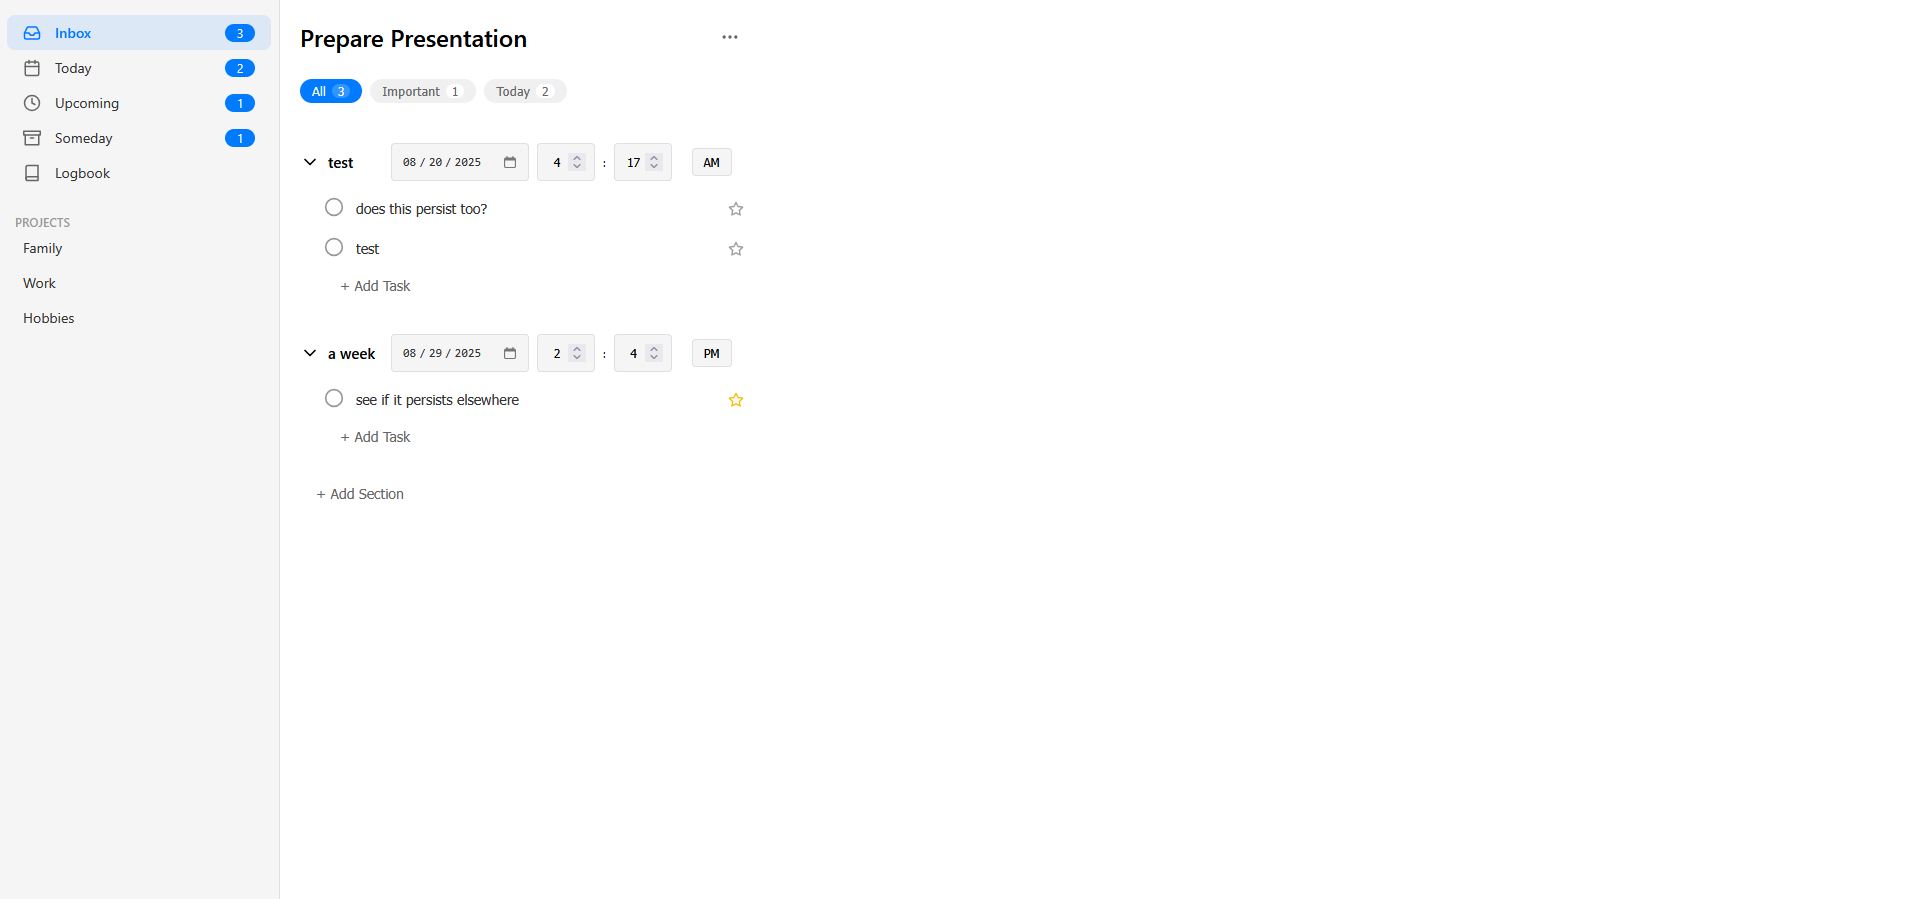 Inbox 3
Today 2
Upcoming 1
Someday 1
Logbook
PROJECTS
Family
Work
Hobbies
Prepare Presentation
All 3 Important 1 Today 2
test 08 / 20 / 2025 4 : 17 AM
does this persist too?
test
+ Add Task
a week 08 / 29 / 2025 2 : 4 PM
see if it persists elsewhere
+ Add Task
+ Add Section